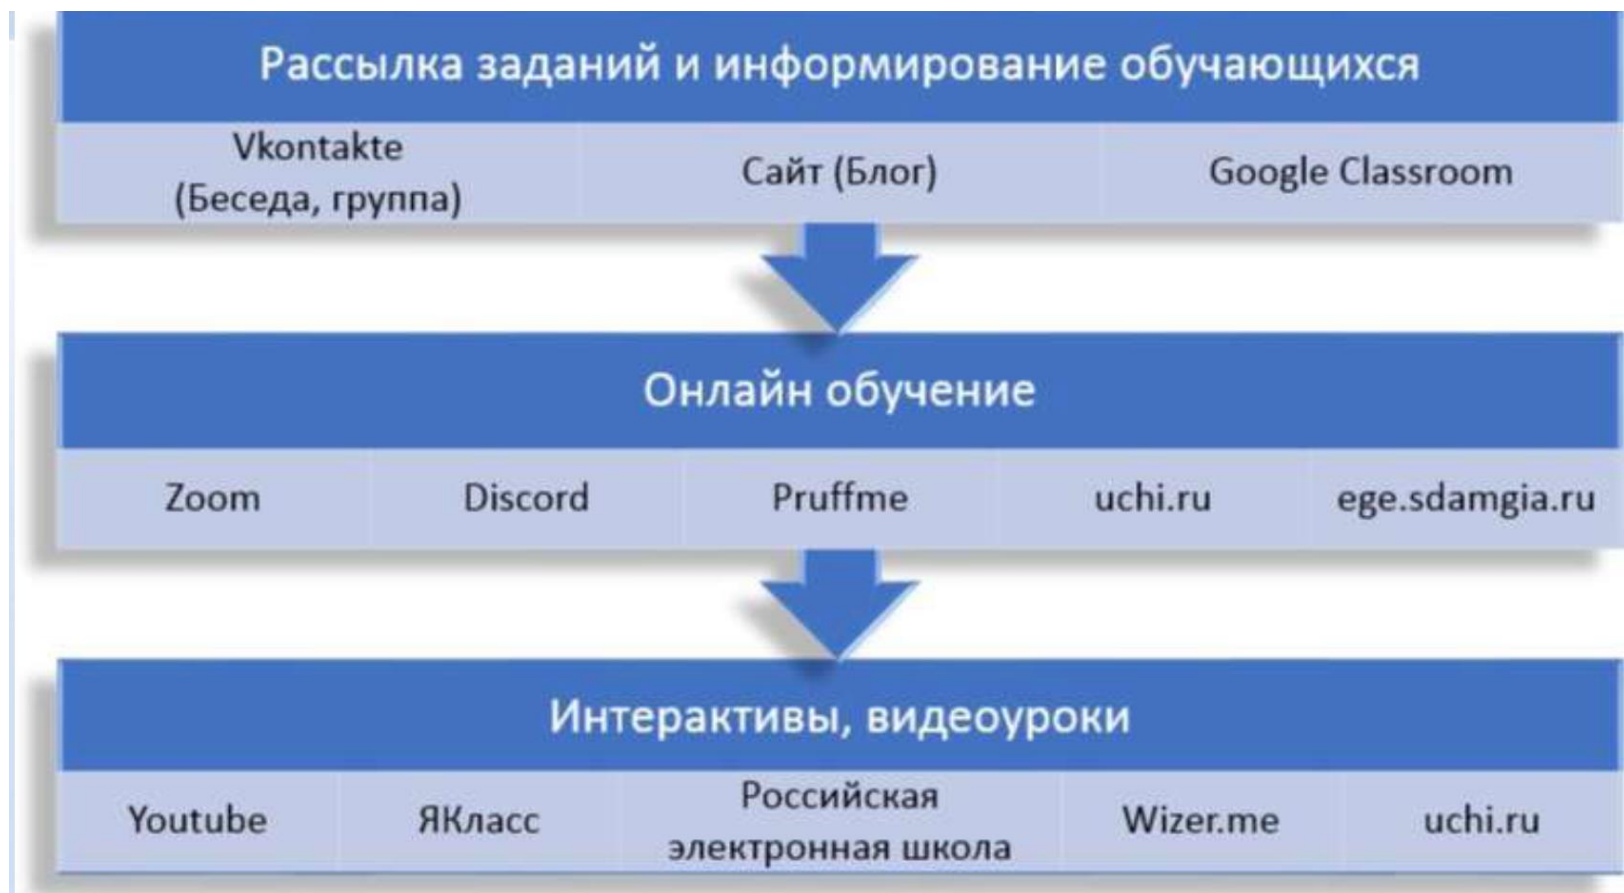 Рассылка заданий и информирование обучающихся
Vkontakte
(Беседа, группа)
Сайт (Блог)
Google Classroom
Онлайн обучение
Zoom
Discord
Pruffme
uchi.ru
ege.sdamgia.ru
Интерактивы, видеоуроки
Youtube
ЯКласс
Российская
электронная школа
Wizer.me
uchi.ru